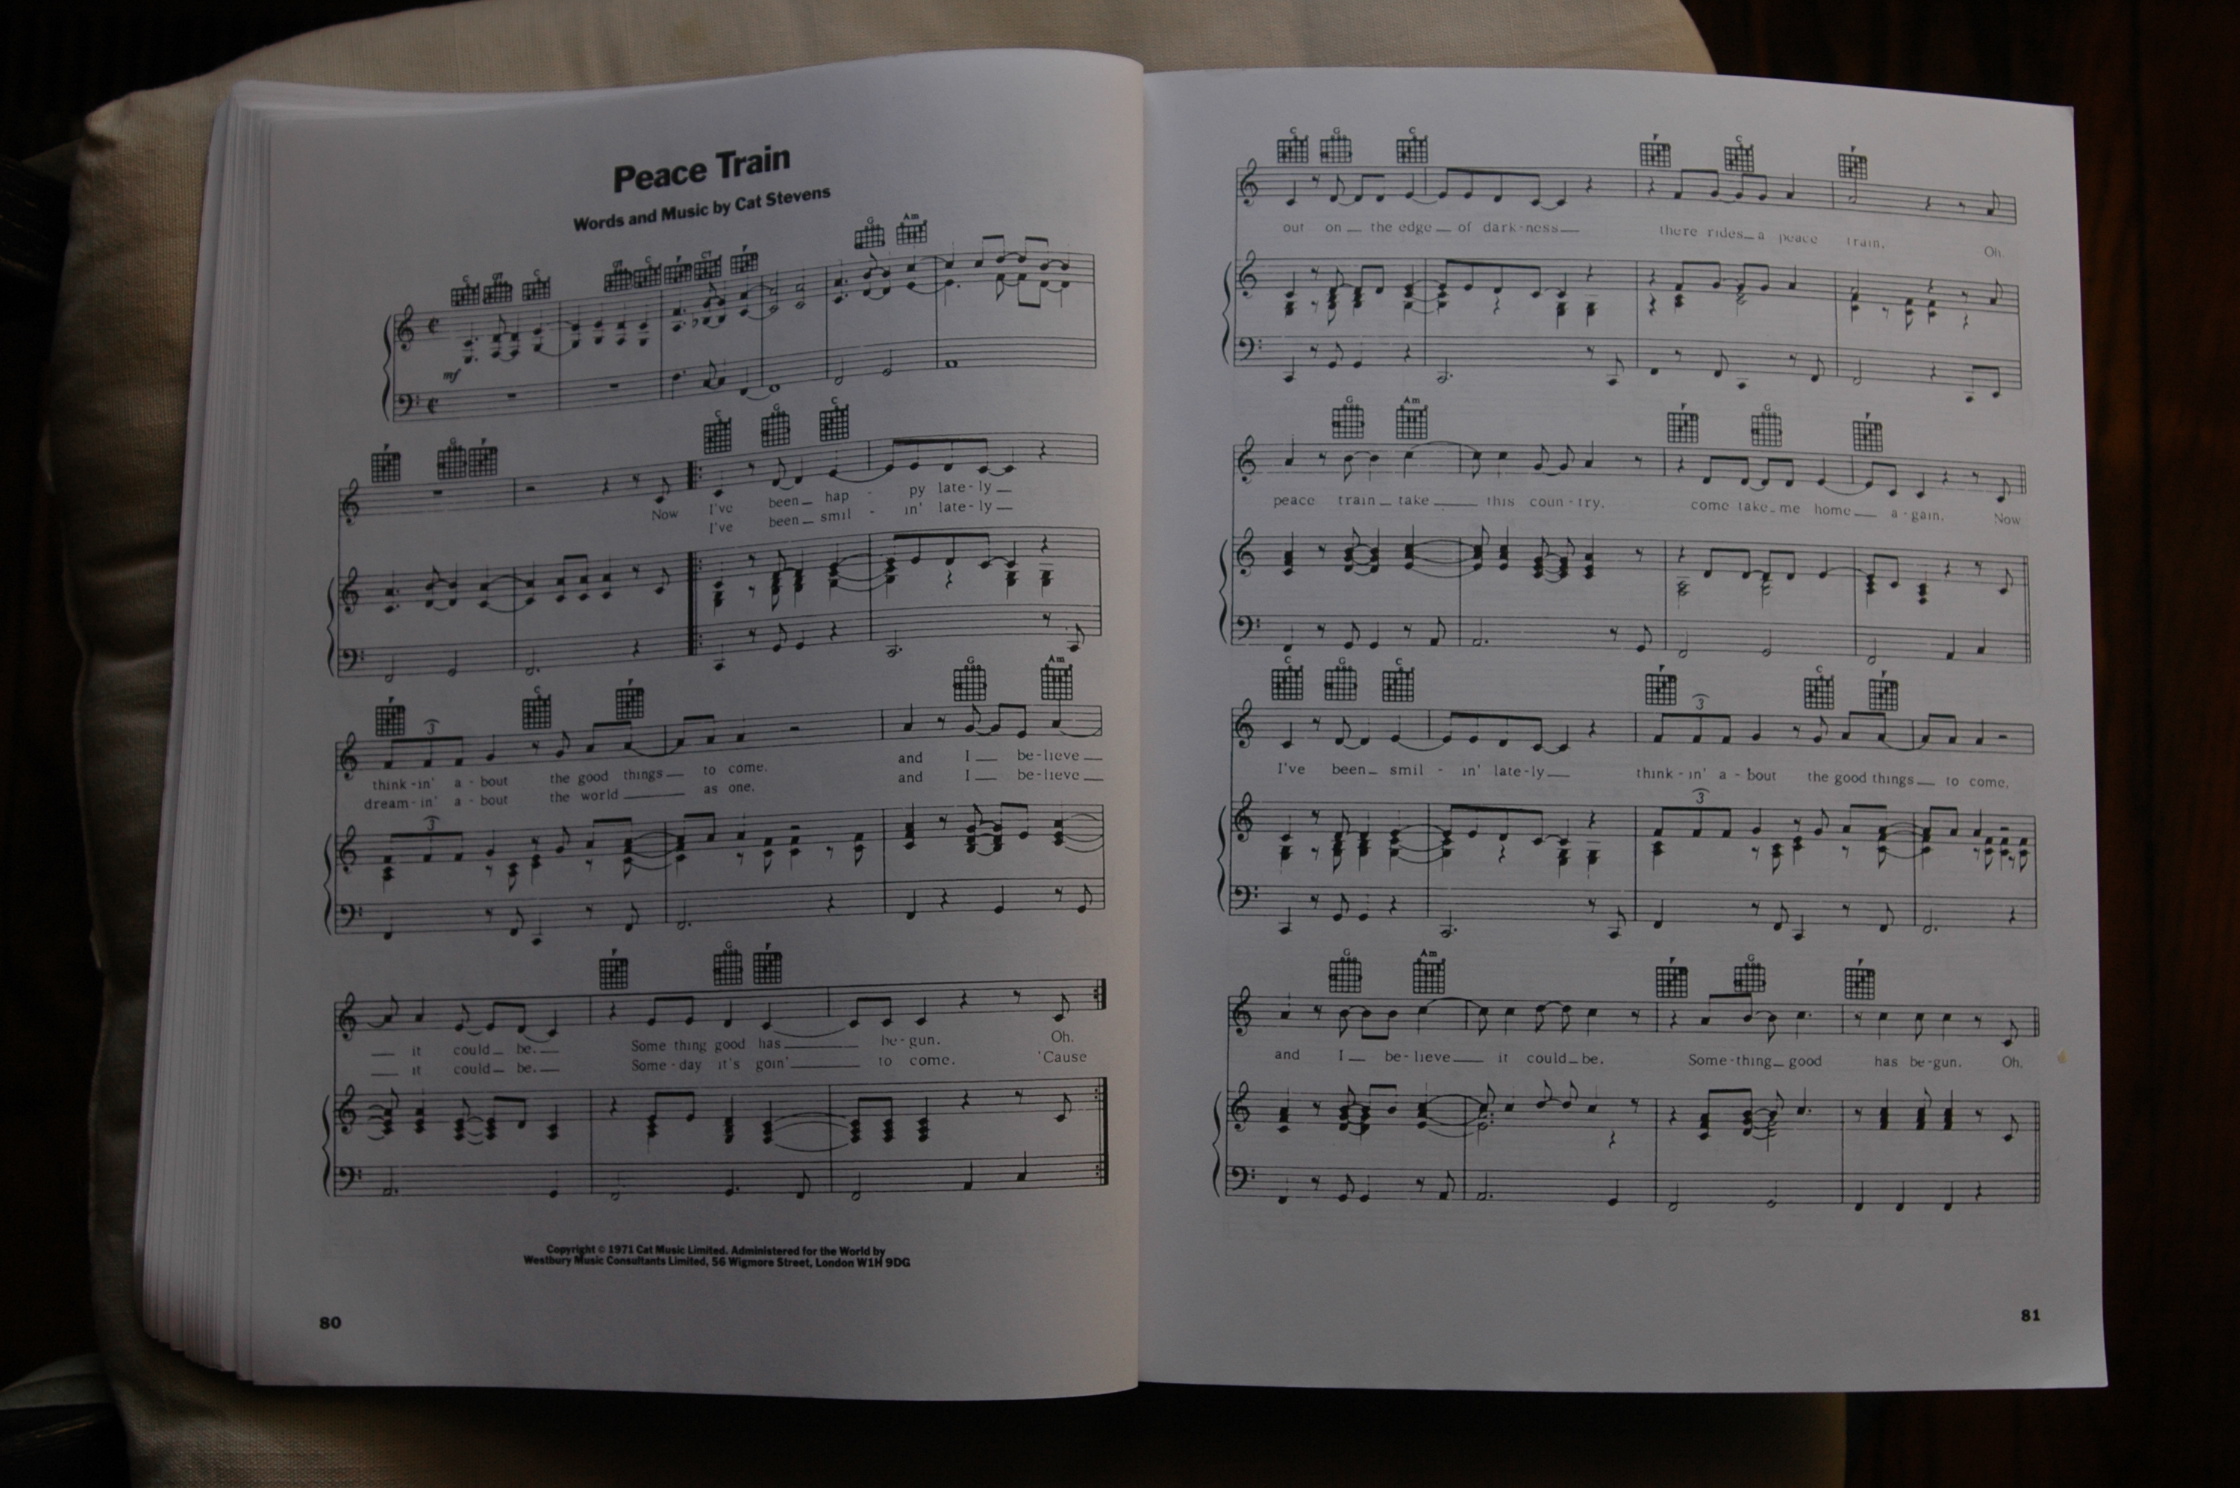 Peace Train
Words and Music by Cat Stevens
G Am
C G7 C G7 C F C7 F
mf
C G C
F G F
Now I've been hap - py late - ly
I've been smil - in' late - ly
G Am
F C F
3
think - in' a - bout the good things to come. and I be - lieve
dream - in' a - bout the world as one. and I be - lieve
3
F G F
it could be. Some thing good has be - gun. Oh.
it could be. Some - day it's goin' to come. 'Cause
Copyright © 1971 Cat Music Limited. Administered for the World by
Westbury Music Consultants Limited, 56 Wigmore Street, London W1H 9DG
80
C G C F C F
out on the edge of dark - ness there rides a peace train. Oh
G Am F G F
peace train take this coun - try. come take me home a - gain. Now
C G C F C F
3
I've been smil - in' late - ly think - in' a - bout the good things to come,
3
G Am F G F
and I be - lieve it could be. Some - thing good has be - gun. Oh.
81